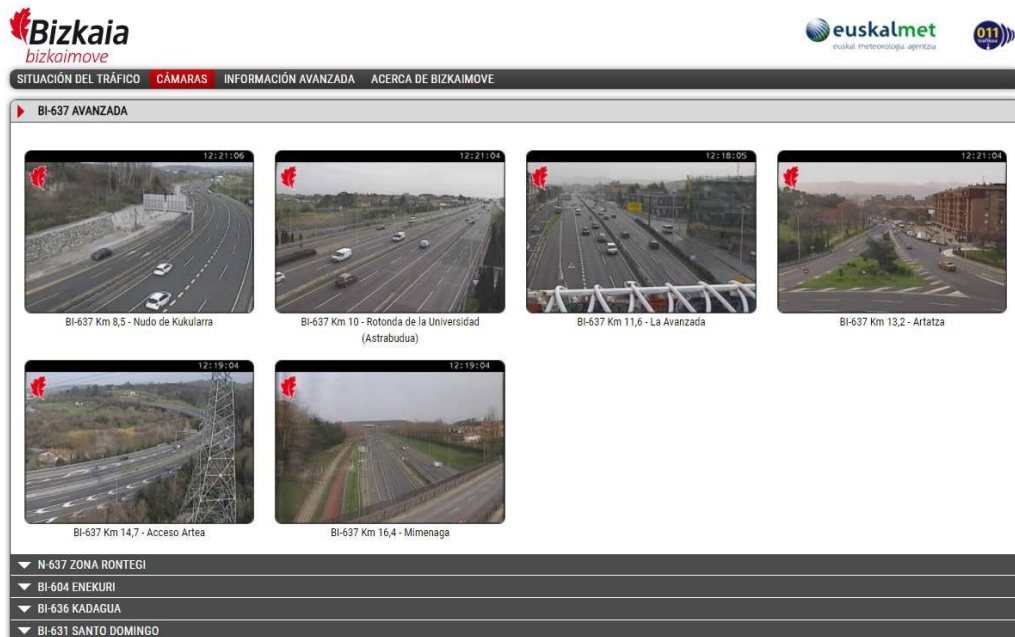 Bizkaia
bizkaimove
euskalmet
euskal meteorologia agentzia
011
SITUACIÓN DEL TRÁFICO CÁMARAS INFORMACIÓN AVANZADA ACERCA DE BIZKAIMOVE
BI-637 AVANZADA
12:21:06
12:21:04
12:18:05
12:21:04
BI-637 Km 8,5 - Nudo de Kukularra
BI-637 Km 10 - Rotonda de la Universidad
(Astrabudua)
BI-637 Km 11,6 - La Avanzada
BI-637 Km 13,2 - Artatza
12:19:04
12:19:04
BI-637 Km 14,7 - Acceso Artea
BI-637 Km 16,4 - Mimenaga
N-637 ZONA RONTEGI
BI-604 ENEKURI
BI-636 KADAGUA
BI-631 SANTO DOMINGO